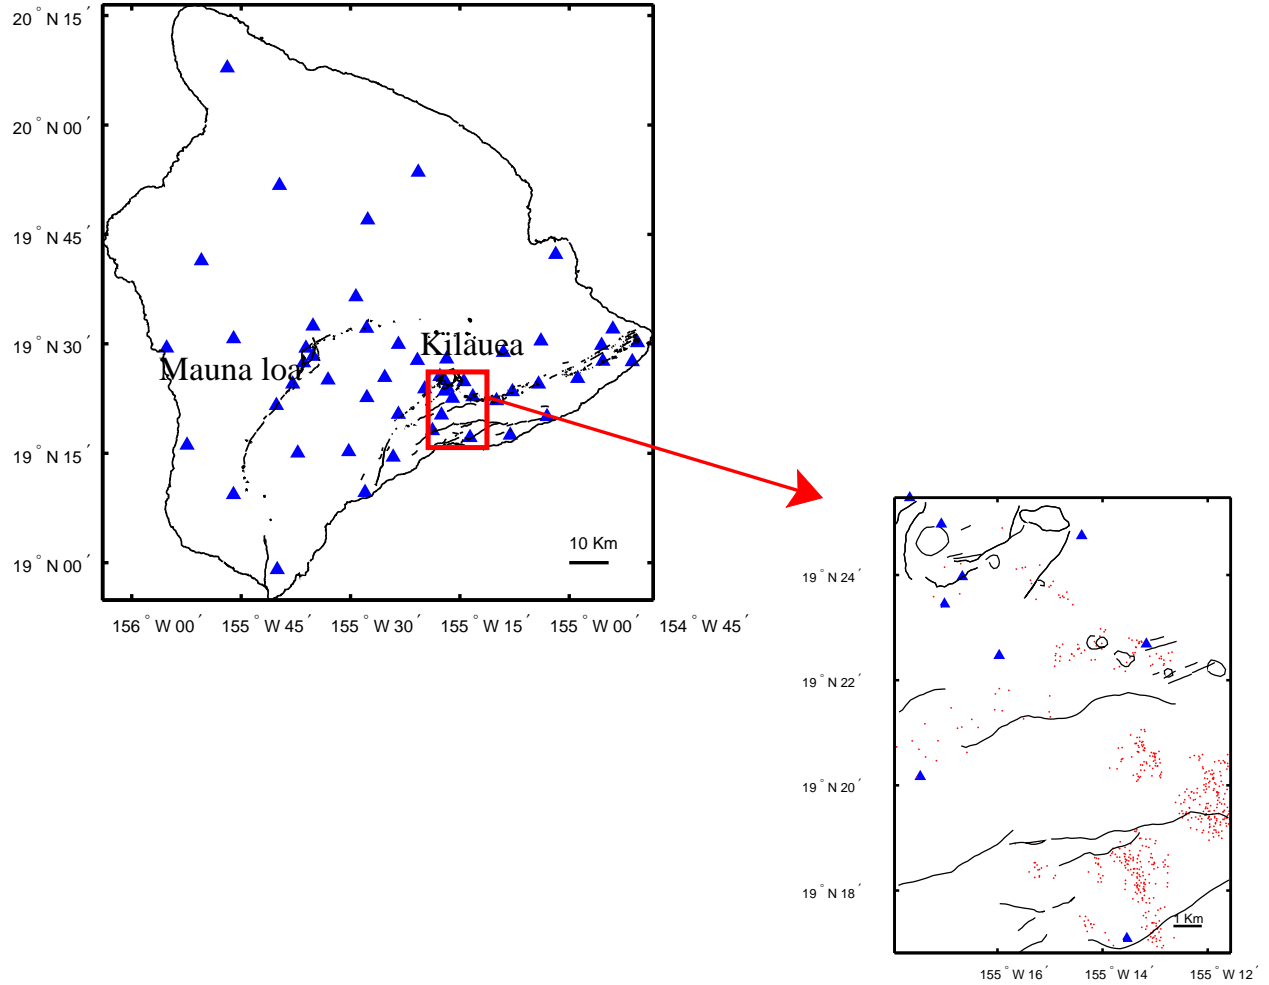 20° N 15′
20° N 00′
19° N 45′
19° N 30′
19° N 15′
19° N 00′
Kilauea
Mauna loa
10 Km
156° W 00′
155° W 45′
155° W 30′
155° W 15′
155° W 00′
154° W 45′
19° N 24′
19° N 22′
19° N 20′
19° N 18′
1 Km
155° W 16′
155° W 14′
155° W 12′